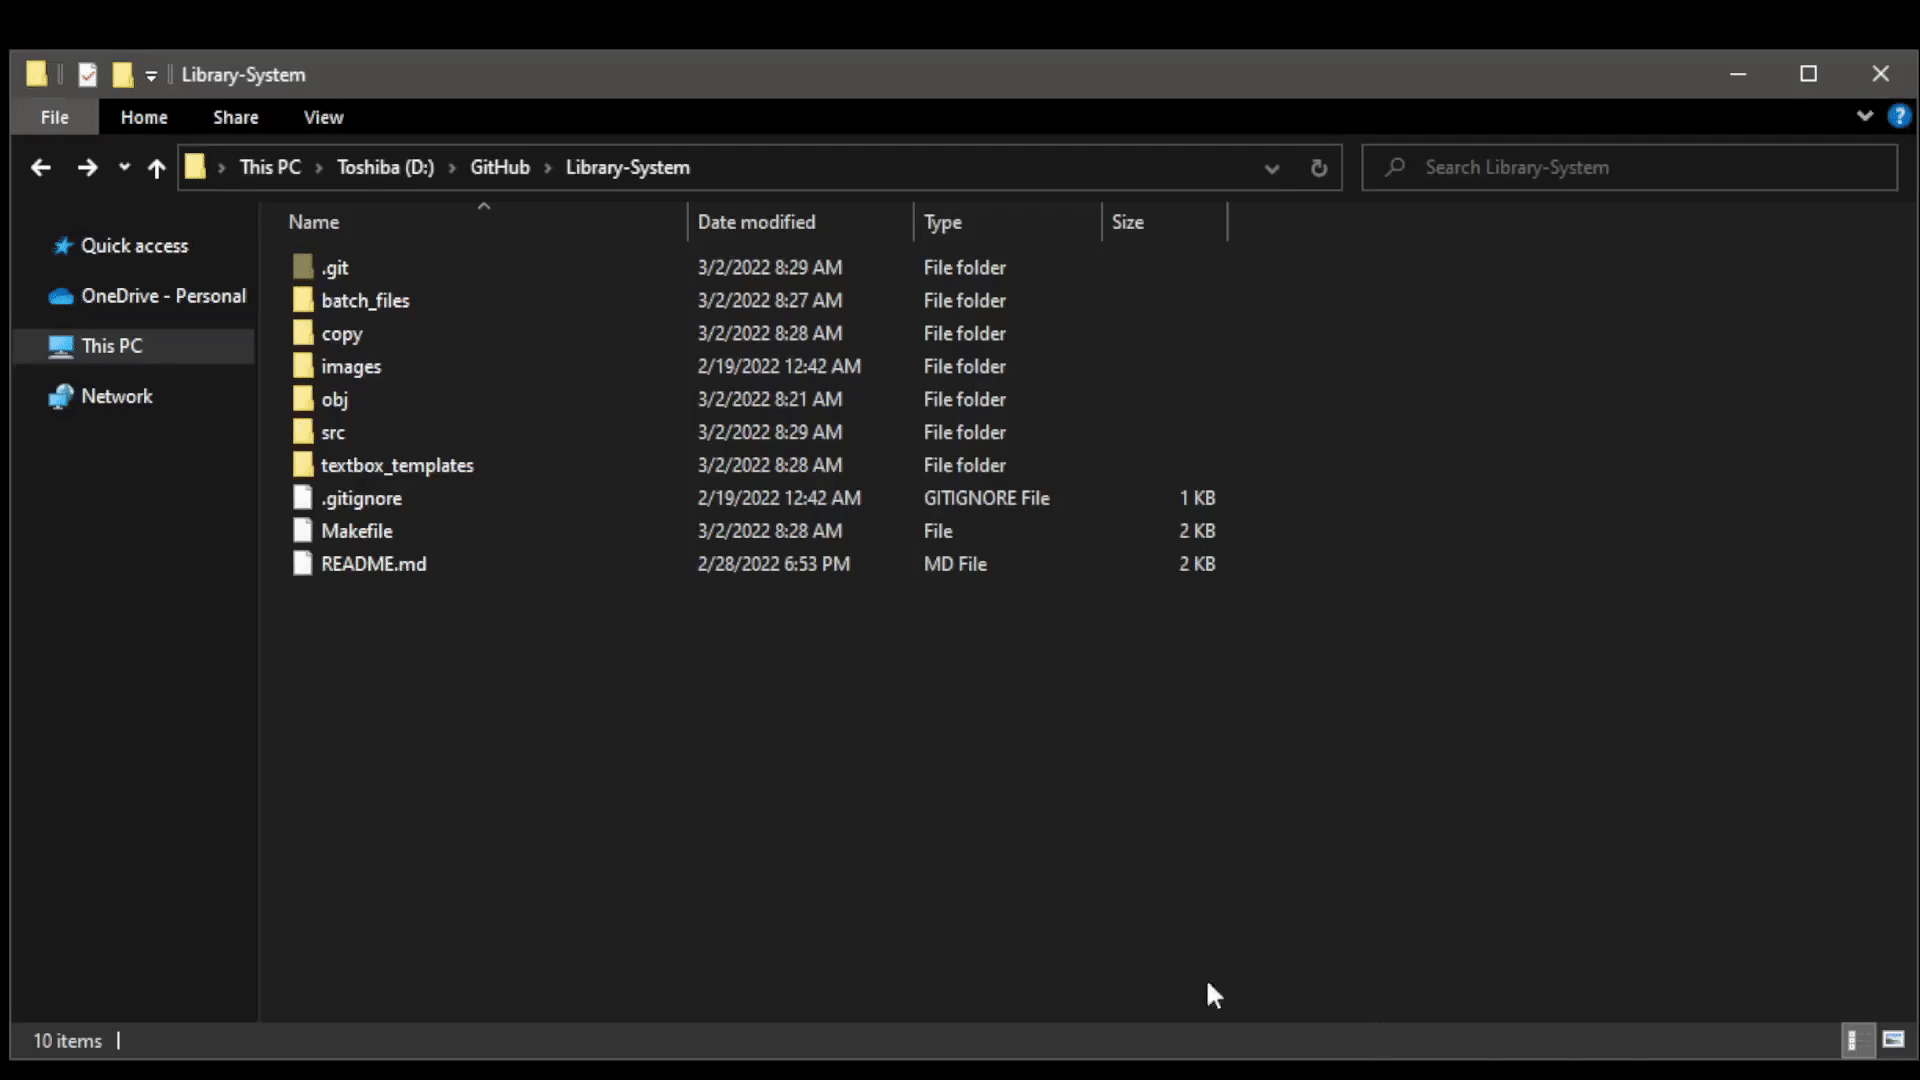 Library-System
File Home Share View
This PC Toshiba (D:) GitHub Library-System
Search Library-System
Name Date modified Type Size
Quick access
OneDrive - Personal
This PC
Network
.git 3/2/2022 8:29 AM File folder
batch_files 3/2/2022 8:27 AM File folder
copy 3/2/2022 8:28 AM File folder
images 2/19/2022 12:42 AM File folder
obj 3/2/2022 8:21 AM File folder
src 3/2/2022 8:29 AM File folder
textbox_templates 3/2/2022 8:28 AM File folder
.gitignore 2/19/2022 12:42 AM GITIGNORE File 1 KB
Makefile 3/2/2022 8:28 AM File 2 KB
README.md 2/28/2022 6:53 PM MD File 2 KB
10 items